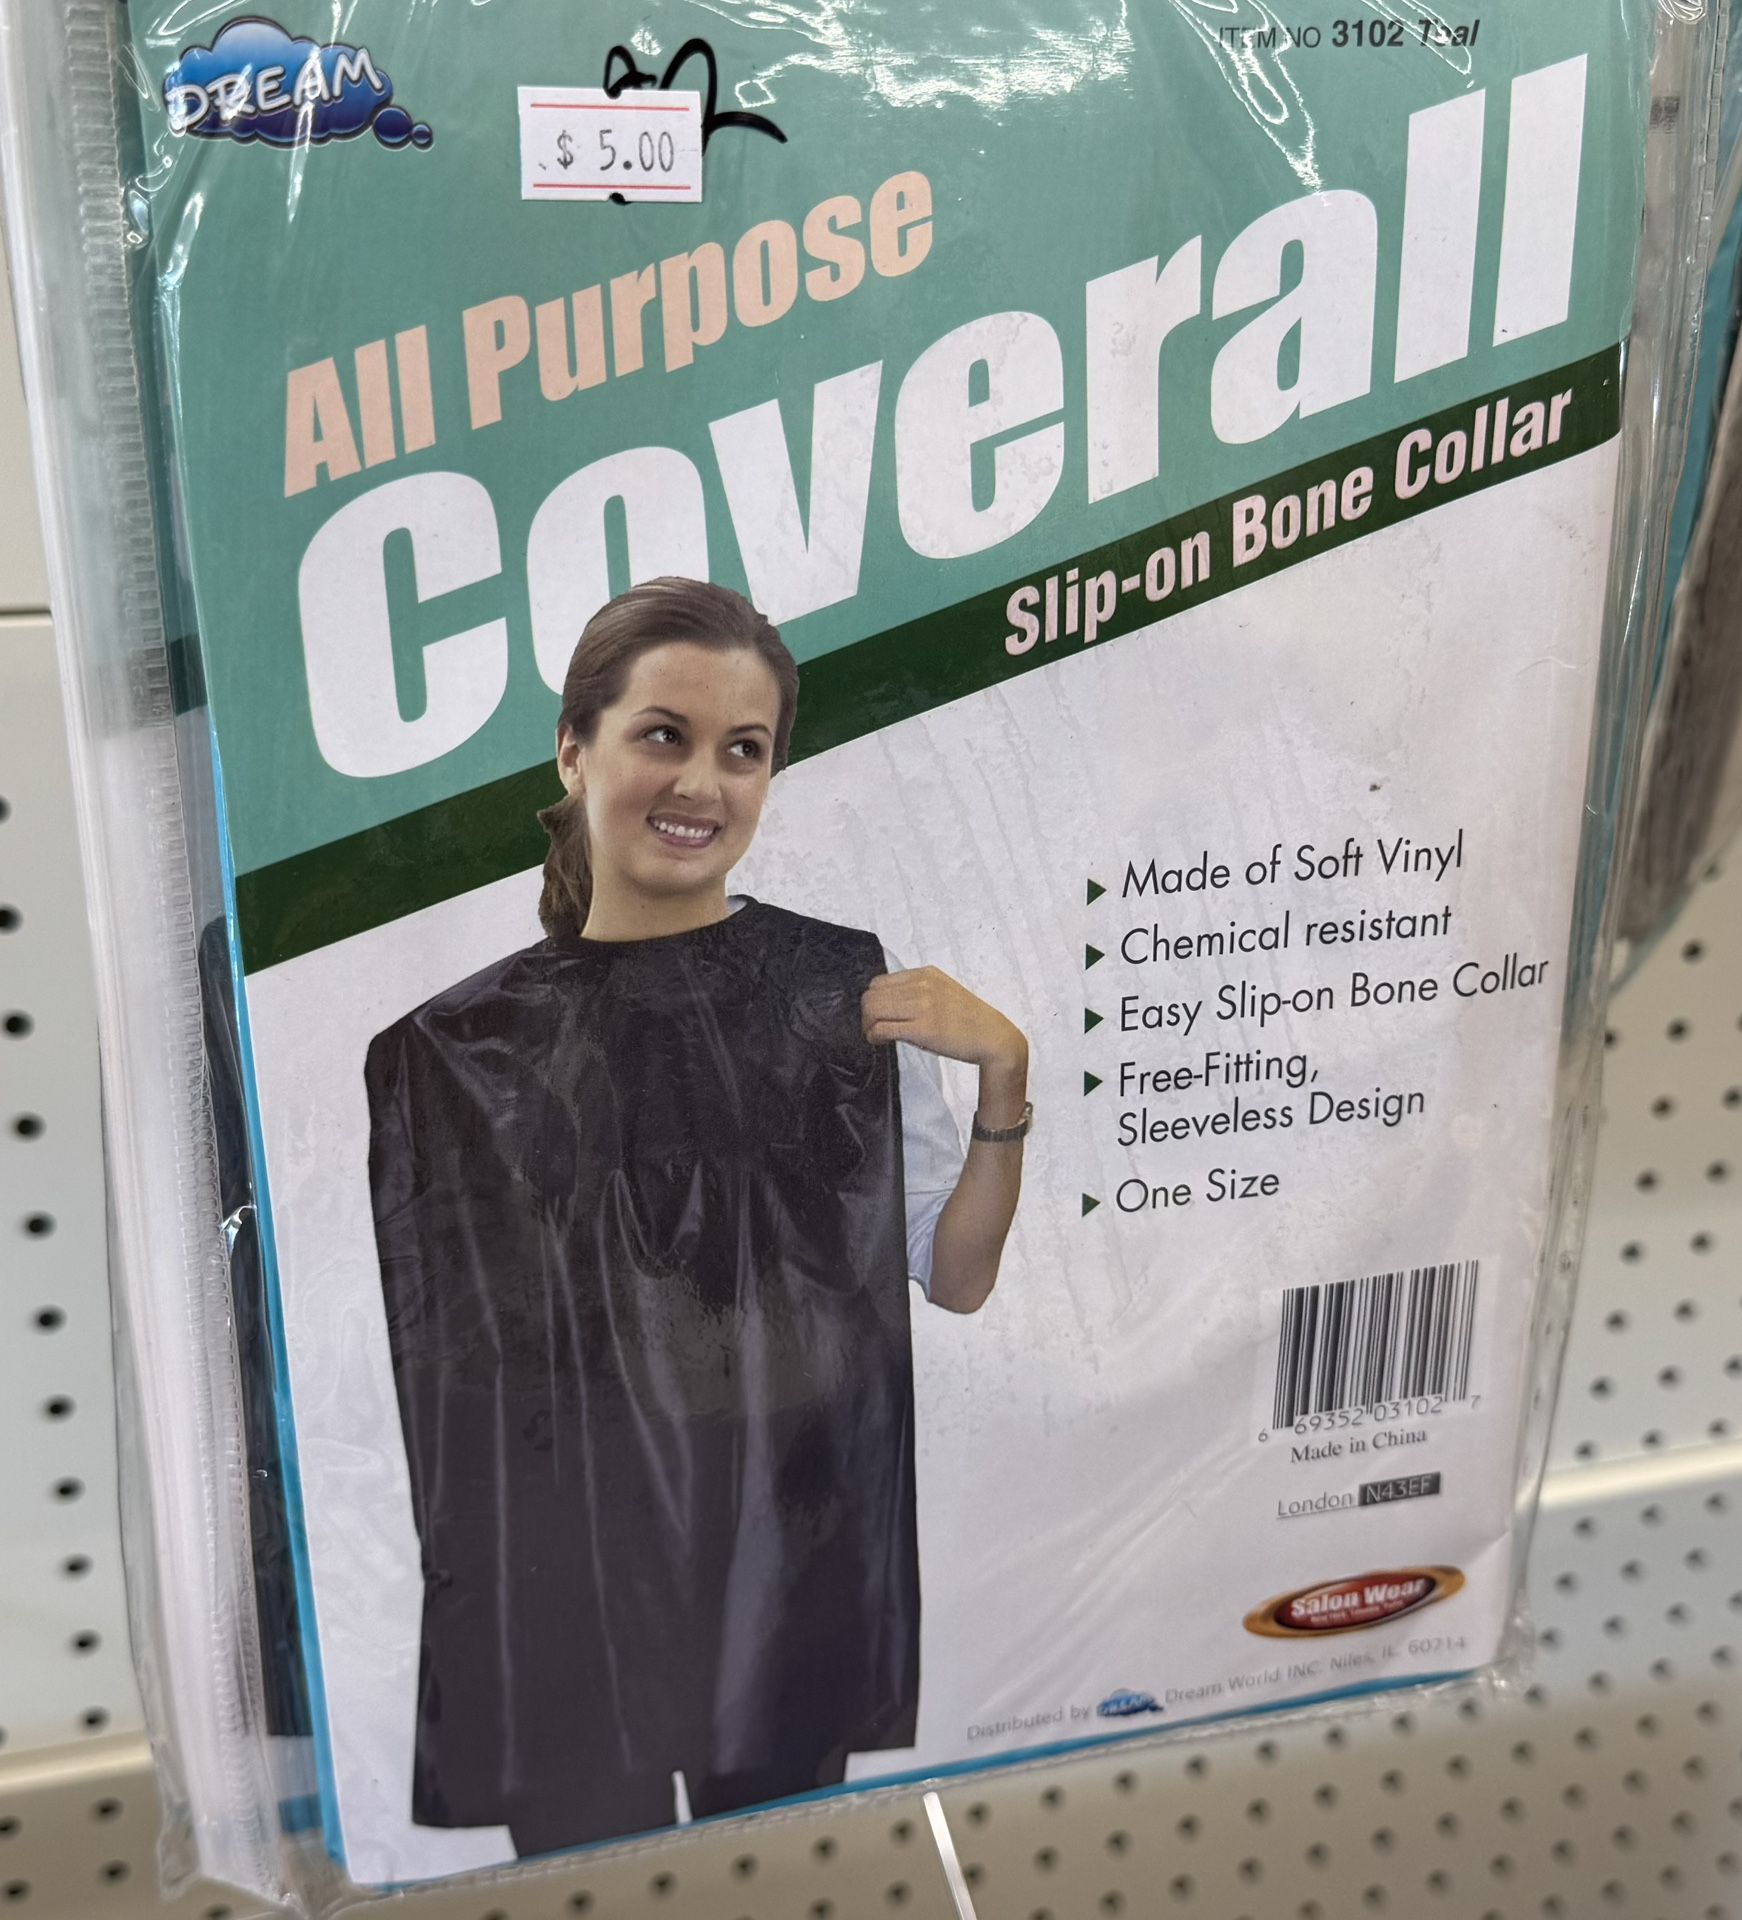 DREAM
ITEM NO 3102 Teal
$ 5.00
All Purpose
Coverall
Slip-on Bone Collar
Made of Soft Vinyl
Chemical resistant
Easy Slip-on Bone Collar
Free-Fitting,
Sleeveless Design
One Size
6 69352 03102 7
Made in China
London N43EF
Salon Wear
Distributed by DREAM Dream World INC. Niles, IL 60714